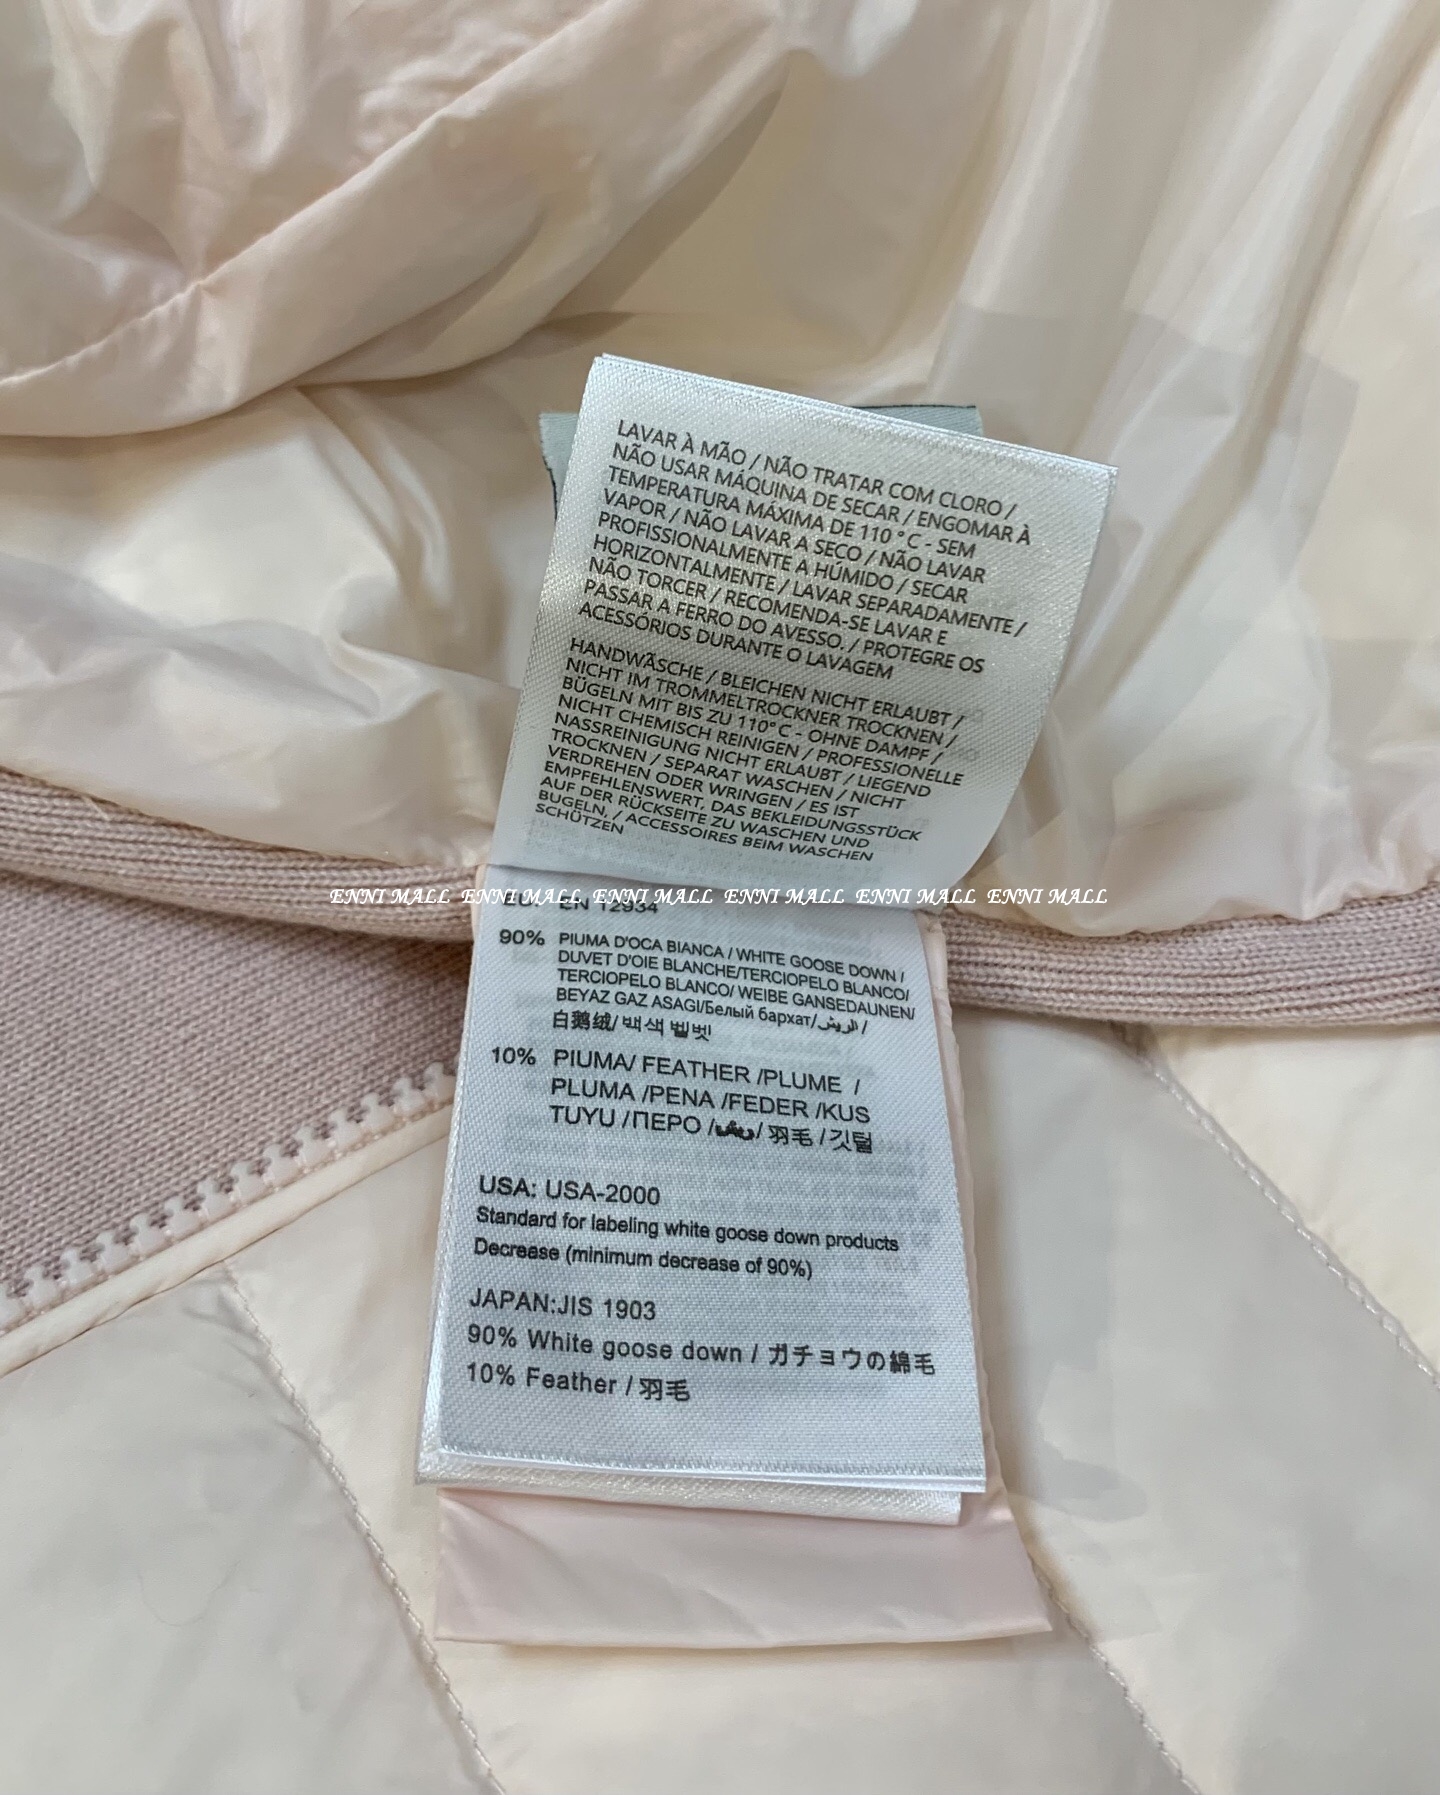 LAVAR À MÃO / NÃO TRATAR COM CLORO /
NÃO USAR MÁQUINA DE SECAR / ENGOMAR À
TEMPERATURA MÁXIMA DE 110 °C - SEM
VAPOR / NÃO LAVAR A SECO / NÃO LAVAR
PROFISSIONALMENTE A HÚMIDO / SECAR
HORIZONTALMENTE / LAVAR SEPARADAMENTE /
NÃO TORCER / RECOMENDA-SE LAVAR E
PASSAR A FERRO DO AVESSO. / PROTEGRE OS
ACESSÓRIOS DURANTE O LAVAGEM
HANDWÄSCHE / BLEICHEN NICHT ERLAUBT /
NICHT IM TROMMELTROCKNER TROCKNEN /
BÜGELN MIT BIS ZU 110°C - OHNE DAMPF /
NICHT CHEMISCH REINIGEN / PROFESSIONELLE
NASSREINIGUNG NICHT ERLAUBT / LIEGEND
TROCKNEN / SEPARAT WASCHEN / NICHT
VERDREHEN ODER WRINGEN / ES IST
EMPFEHLENSWERT, DAS BEKLEIDUNGSSTÜCK
AUF DER RÜCKSEITE ZU WASCHEN UND
BUGELN, / ACCESSOIRES BEIM WASCHEN
SCHÜTZEN
ENNI MALL ENNI MALL ENNI MALL ENNI MALL ENNI MALL ENNI MALL
EU: EN 12934
90% PIUMA D'OCA BIANCA / WHITE GOOSE DOWN /
DUVET D'OIE BLANCHE/TERCIOPELO BLANCO/
TERCIOPELO BLANCO/ WEIBE GANSEDAUNEN/
BEYAZ GAZ ASAGI/Белый бархат/الريش/
白鹅绒/ 백색 벨벳
10% PIUMA/ FEATHER /PLUME /
PLUMA /PENA /FEDER /KUS
TUYU /ПЕРО / / 羽毛 /깃털
USA: USA-2000
Standard for labeling white goose down products
Decrease (minimum decrease of 90%)
JAPAN:JIS 1903
90% White goose down / ガチョウの綿毛
10% Feather / 羽毛